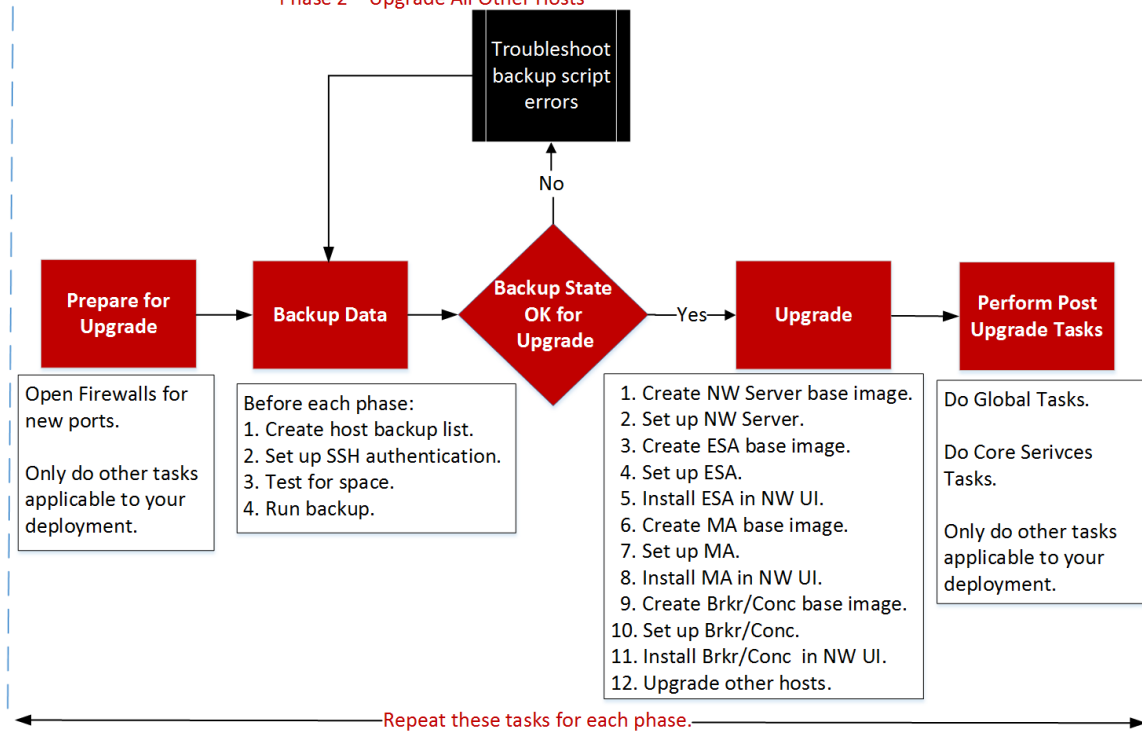 Phase 2 – Upgrade All Other Hosts
Troubleshoot
backup script
errors
No
Prepare for
Upgrade
Backup Data
Backup State
OK for
Upgrade
Yes
Upgrade
Perform Post
Upgrade Tasks
Open Firewalls for
new ports.
Only do other tasks
applicable to your
deployment.
Before each phase:
1. Create host backup list.
2. Set up SSH authentication.
3. Test for space.
4. Run backup.
1. Create NW Server base image.
2. Set up NW Server.
3. Create ESA base image.
4. Set up ESA.
5. Install ESA in NW UI.
6. Create MA base image.
7. Set up MA.
8. Install MA in NW UI.
9. Create Brkr/Conc base image.
10. Set up Brkr/Conc.
11. Install Brkr/Conc in NW UI.
12. Upgrade other hosts.
Do Global Tasks.
Do Core Serivces
Tasks.
Only do other tasks
applicable to your
deployment.
Repeat these tasks for each phase.